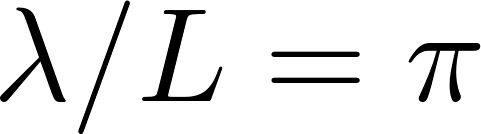 λ/L = π